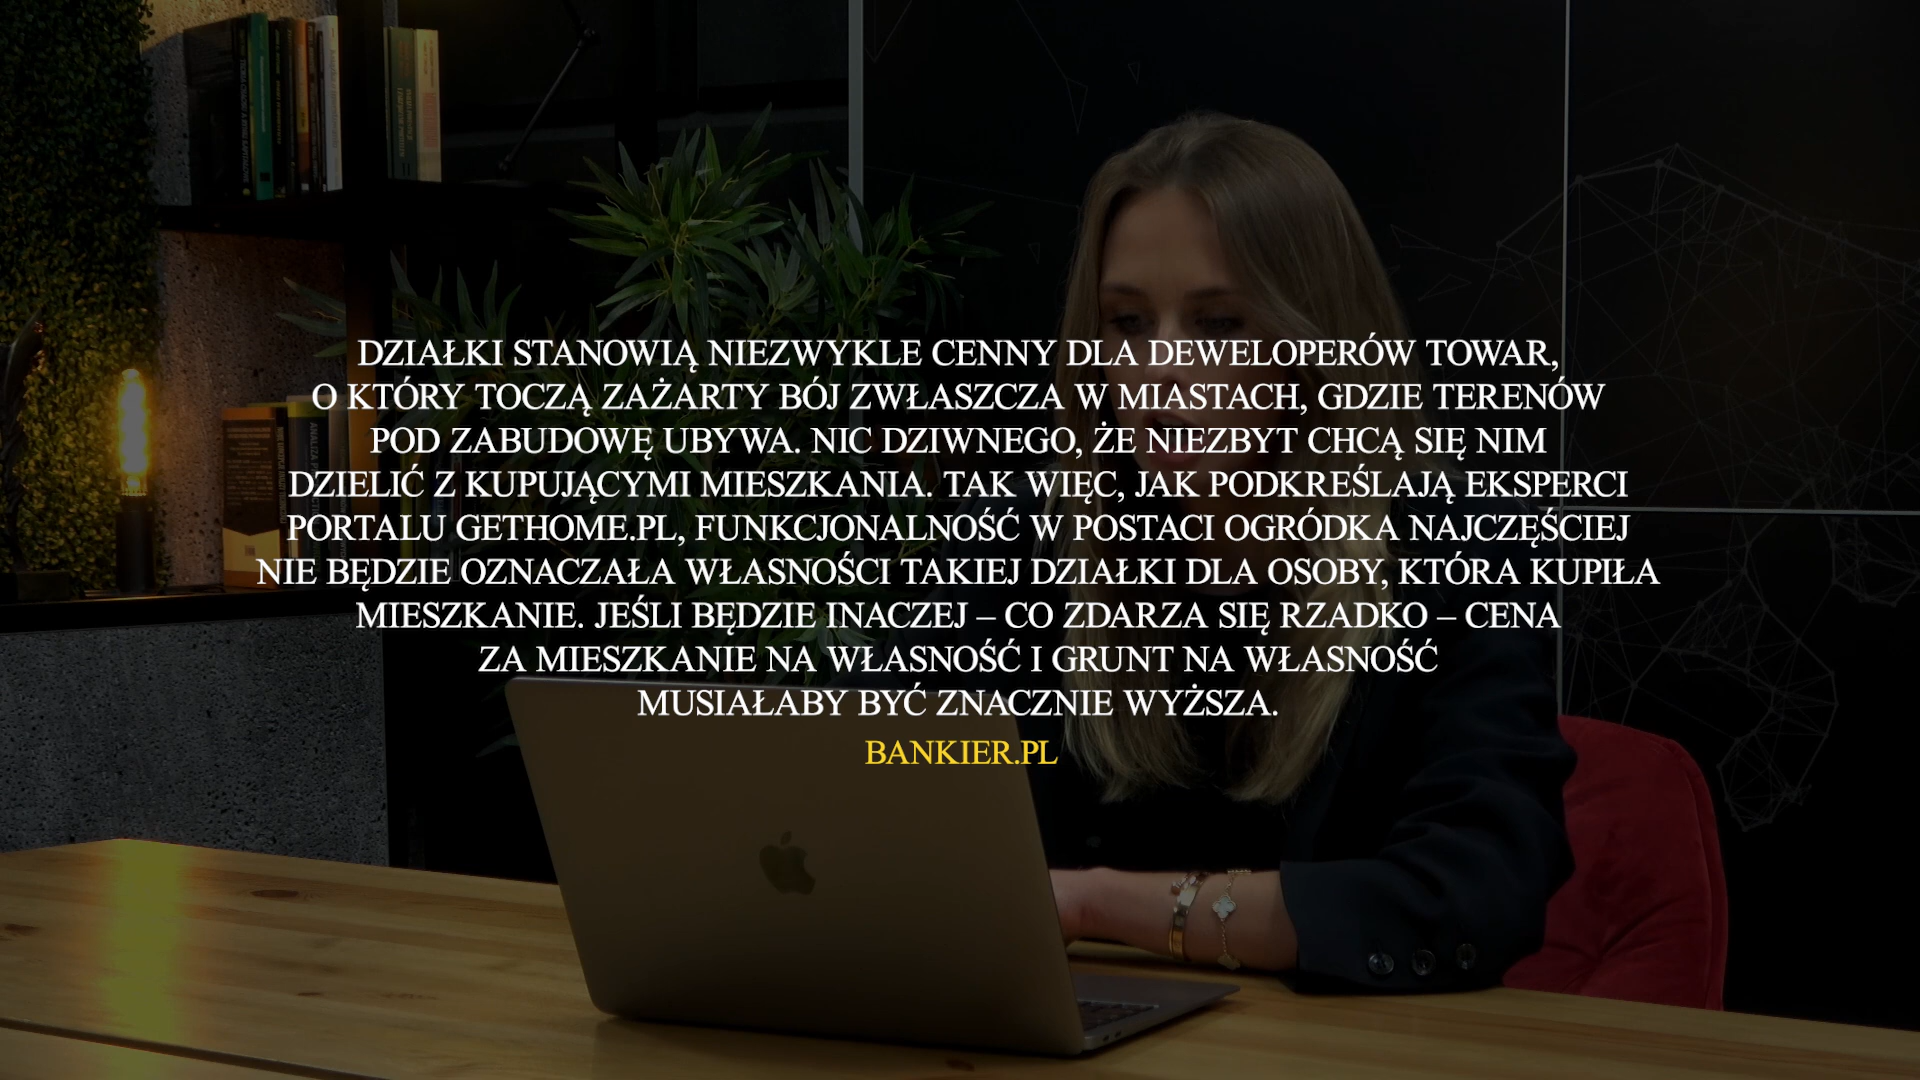 DZIAŁKI STANOWIĄ NIEZWYKLE CENNY DLA DEWELOPERÓW TOWAR,
O KTÓRY TOCZĄ ZAŻARTY BÓJ ZWŁASZCZA W MIASTACH, GDZIE TERENÓW
POD ZABUDOWĘ UBYWA. NIC DZIWNEGO, ŻE NIEZBYT CHCĄ SIĘ NIM
DZIELIĆ Z KUPUJĄCYMI MIESZKANIA. TAK WIĘC, JAK PODKREŚLAJĄ EKSPERCI
PORTALU GETHOME.PL, FUNKCJONALNOŚĆ W POSTACI OGRÓDKA NAJCZĘŚCIEJ
NIE BĘDZIE OZNACZAŁA WŁASNOŚCI TAKIEJ DZIAŁKI DLA OSOBY, KTÓRA KUPIŁA
MIESZKANIE. JEŚLI BĘDZIE INACZEJ – CO ZDARZA SIĘ RZADKO – CENA
ZA MIESZKANIE NA WŁASNOŚĆ I GRUNT NA WŁASNOŚĆ
MUSIAŁABY BYĆ ZNACZNIE WYŻSZA.
BANKIER.PL